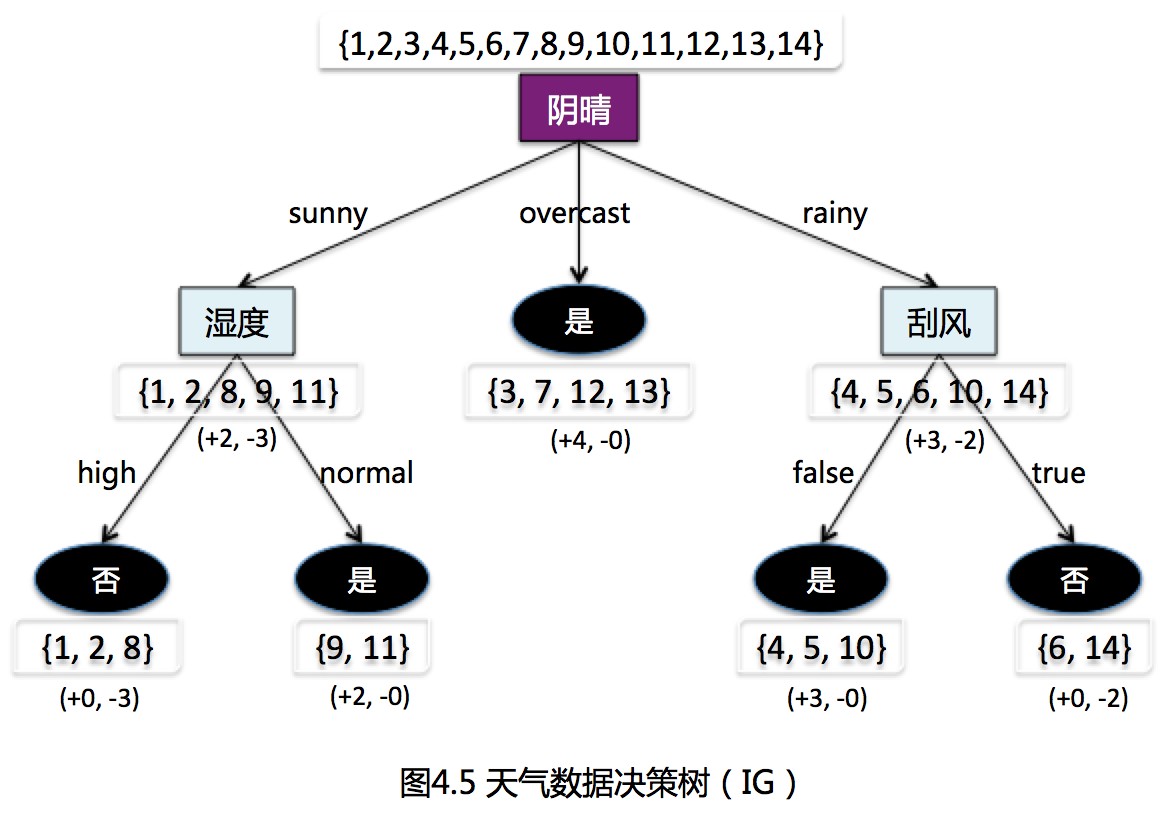 {1,2,3,4,5,6,7,8,9,10,11,12,13,14}
阴晴
sunny
overcast
rainy
湿度
是
刮风
{1, 2, 8, 9, 11}
{3, 7, 12, 13}
{4, 5, 6, 10, 14}
(+2, -3)
(+4, -0)
(+3, -2)
high
normal
false
true
否
是
是
否
{1, 2, 8}
{9, 11}
{4, 5, 10}
{6, 14}
(+0, -3)
(+2, -0)
(+3, -0)
(+0, -2)
图4.5 天气数据决策树（IG）